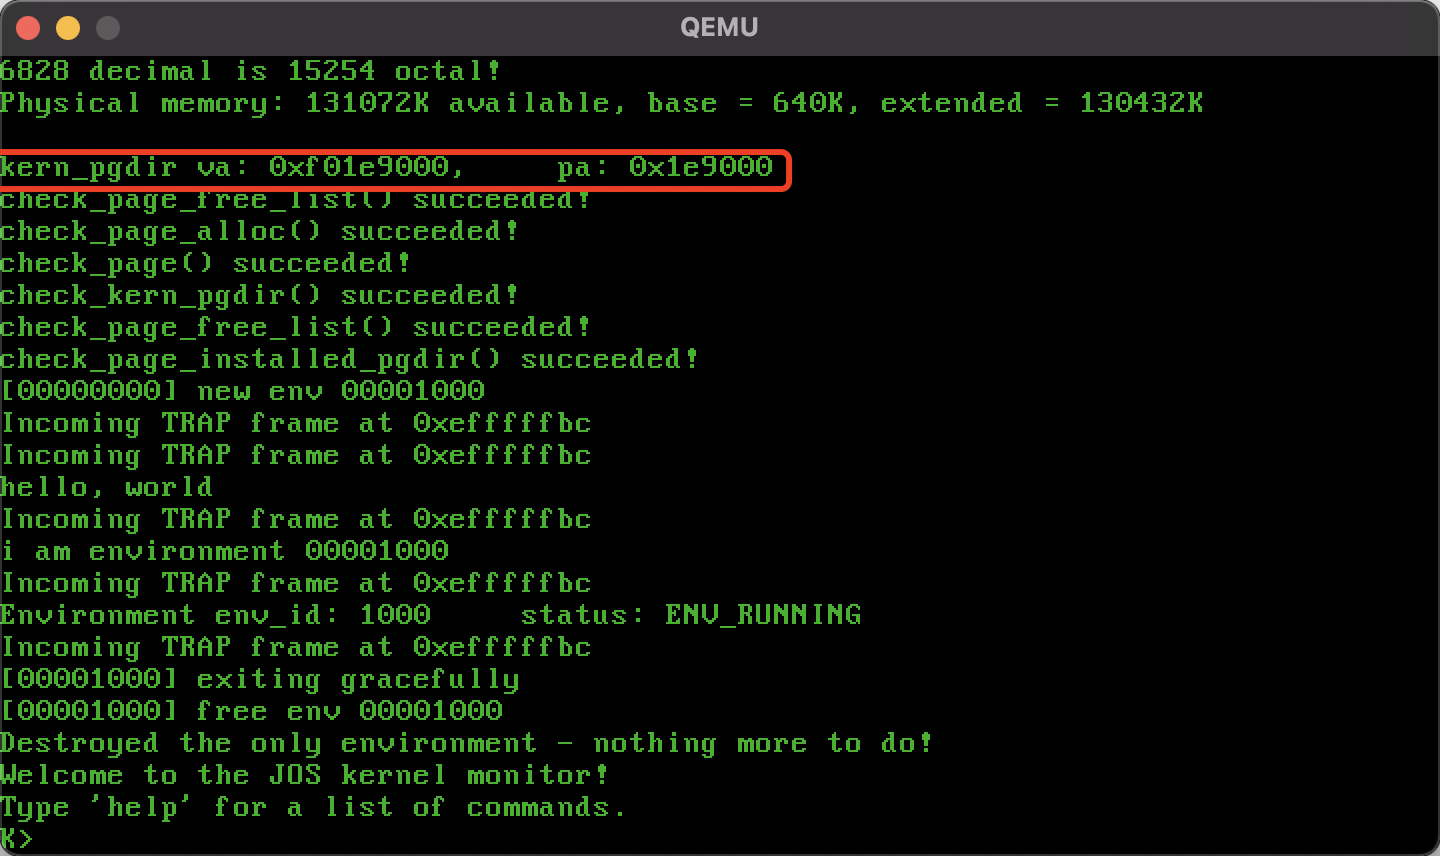 QEMU
6828 decimal is 15254 octal!
Physical memory: 131072K available, base = 640K, extended = 130432K
kern_pgdir va: 0xf01e9000,     pa: 0x1e9000
check_page_free_list() succeeded!
check_page_alloc() succeeded!
check_page() succeeded!
check_kern_pgdir() succeeded!
check_page_free_list() succeeded!
check_page_installed_pgdir() succeeded!
[00000000] new env 00001000
Incoming TRAP frame at 0xefffffbc
Incoming TRAP frame at 0xefffffbc
hello, world
Incoming TRAP frame at 0xefffffbc
i am environment 00001000
Incoming TRAP frame at 0xefffffbc
Environment env_id: 1000     status: ENV_RUNNING
Incoming TRAP frame at 0xefffffbc
[00001000] exiting gracefully
[00001000] free env 00001000
Destroyed the only environment - nothing more to do!
Welcome to the JOS kernel monitor!
Type 'help' for a list of commands.
K>